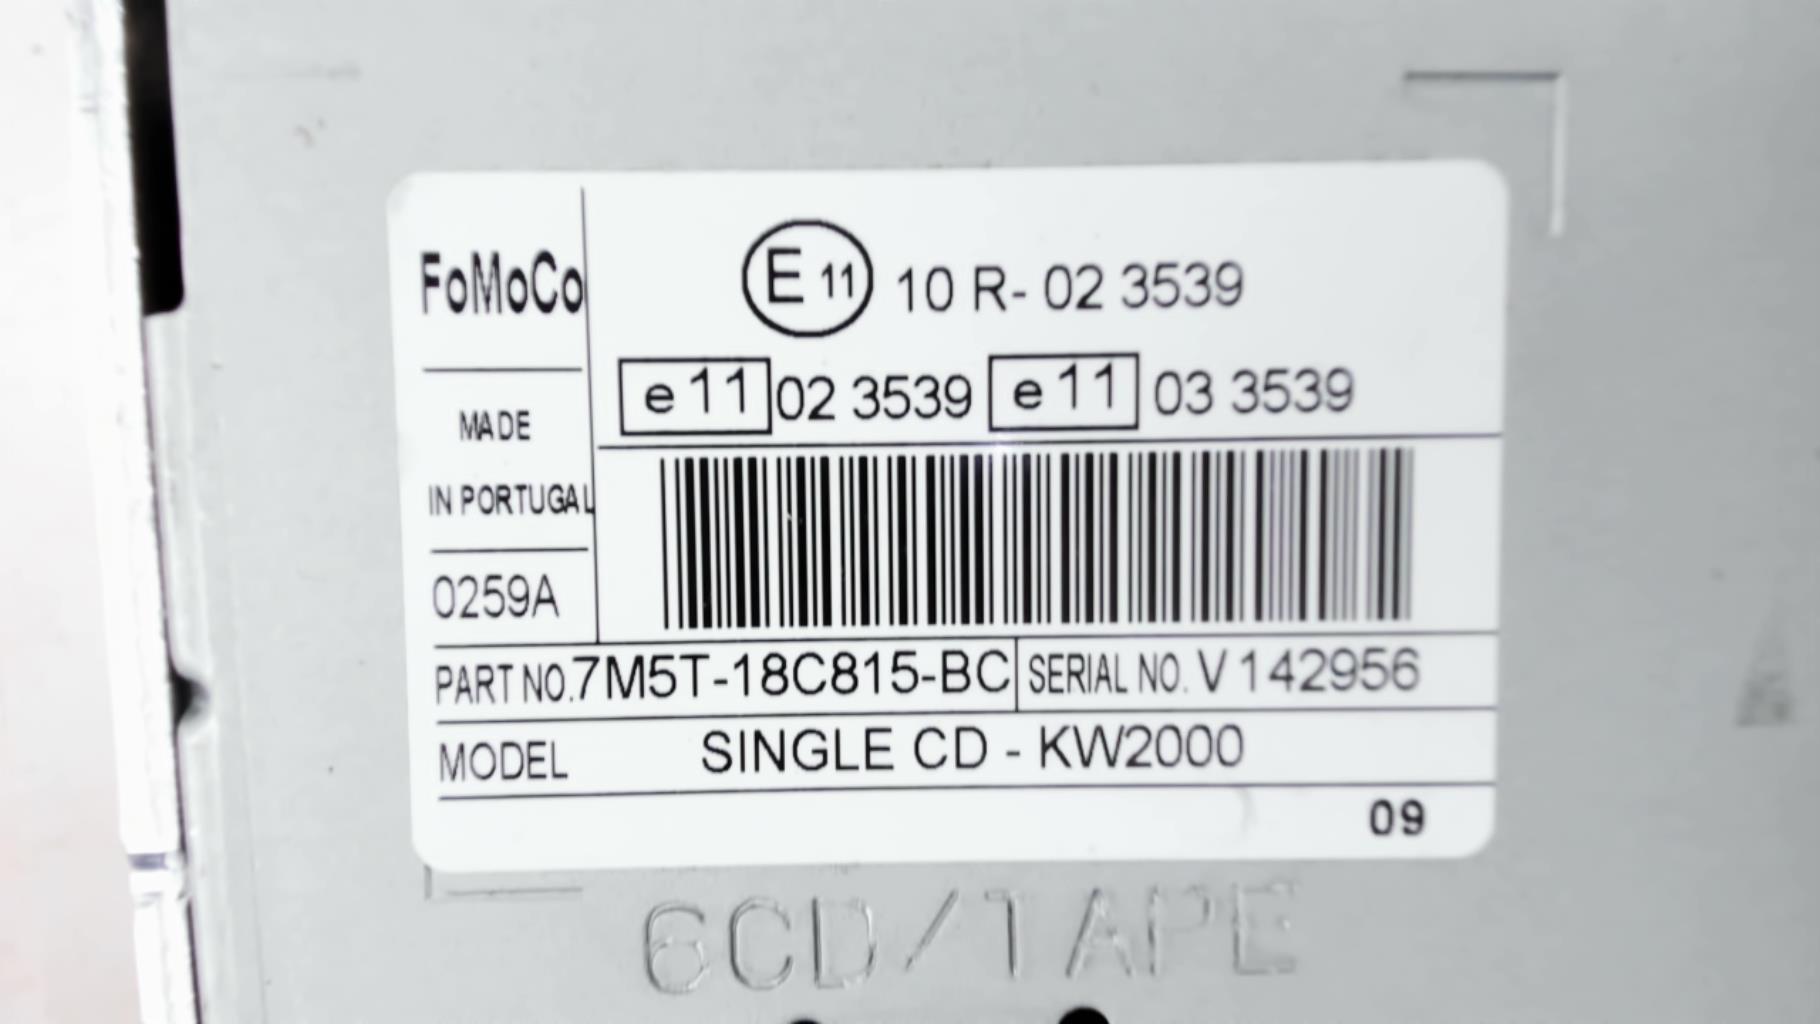 FoMoCo
E 11 10 R- 02 3539
e 11 02 3539 e 11 03 3539
MADE
IN PORTUGAL
0259A
PART NO. 7M5T-18C815-BC SERIAL NO. V 142956
MODEL SINGLE CD - KW2000
09
6CD/TAPE